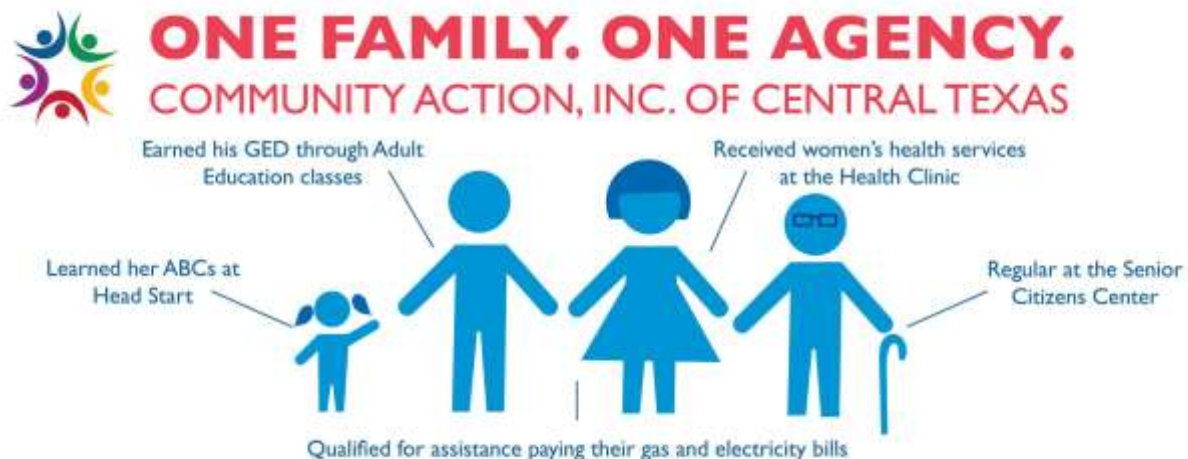 ONE FAMILY. ONE AGENCY.
COMMUNITY ACTION, INC. OF CENTRAL TEXAS
Earned his GED through Adult
Education classes
Received women's health services
at the Health Clinic
Learned her ABCs at
Head Start
Regular at the Senior
Citizens Center
Qualified for assistance paying their gas and electricity bills